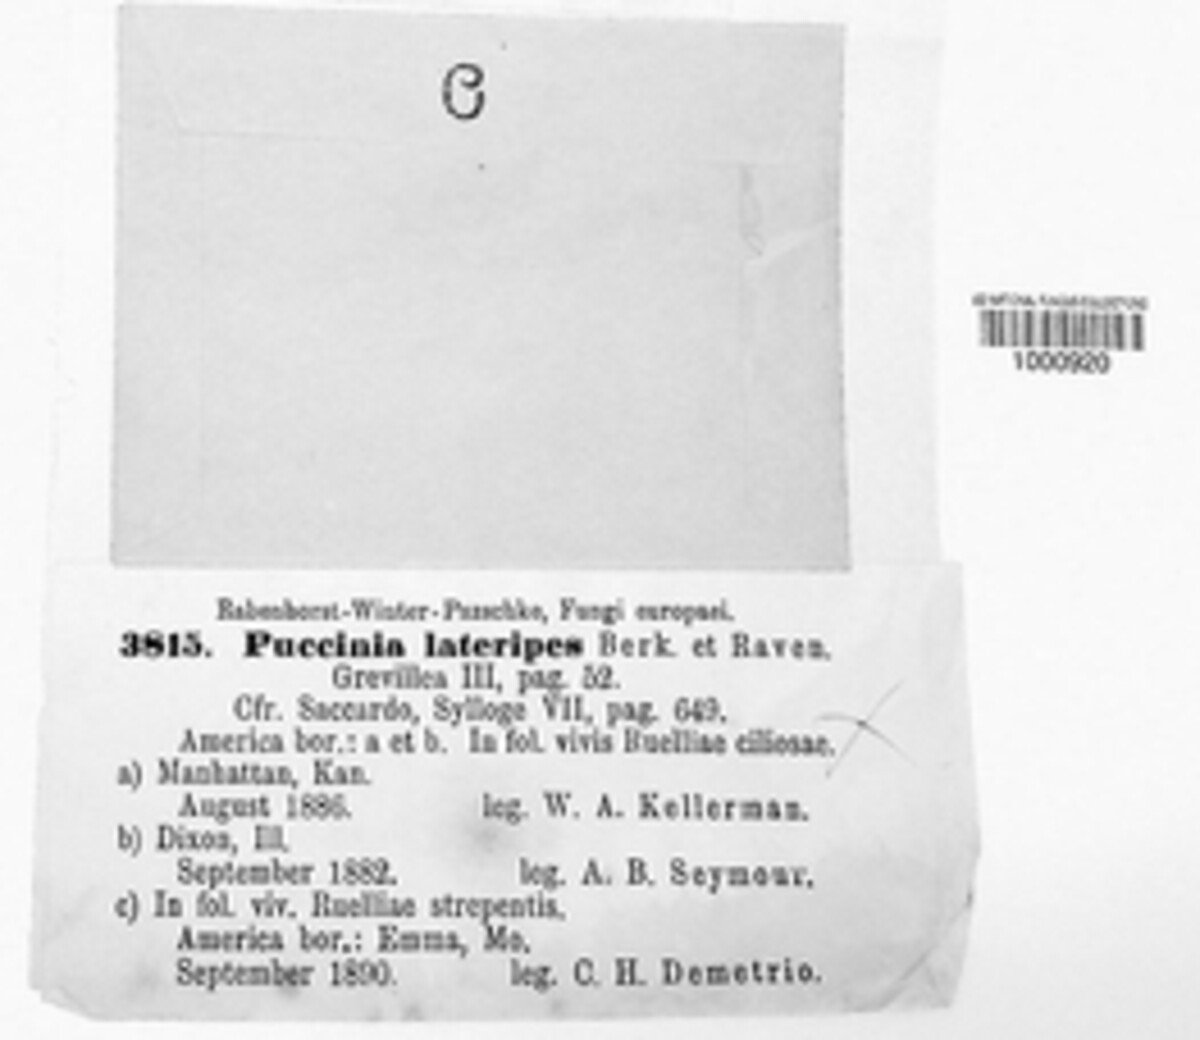 C
1000920
Rabenhorst-Winter-Pazschke, Fungi europaei.
3815. Puccinia lateripes Berk. et Raven.
Grevillea III, pag. 52.
Cfr. Saccardo, Sylloge VII, pag. 649.
America bor.: a et b. In fol. vivis Ruelliae ciliosae.
a) Manhattan, Kan.
August 1886. leg. W. A. Kellerman.
b) Dixon, Ill.
September 1882. leg. A. B. Seymour.
c) In fol. viv. Ruelliae strepentis.
America bor.: Emma, Mo.
September 1890. leg. C. H. Demetrio.